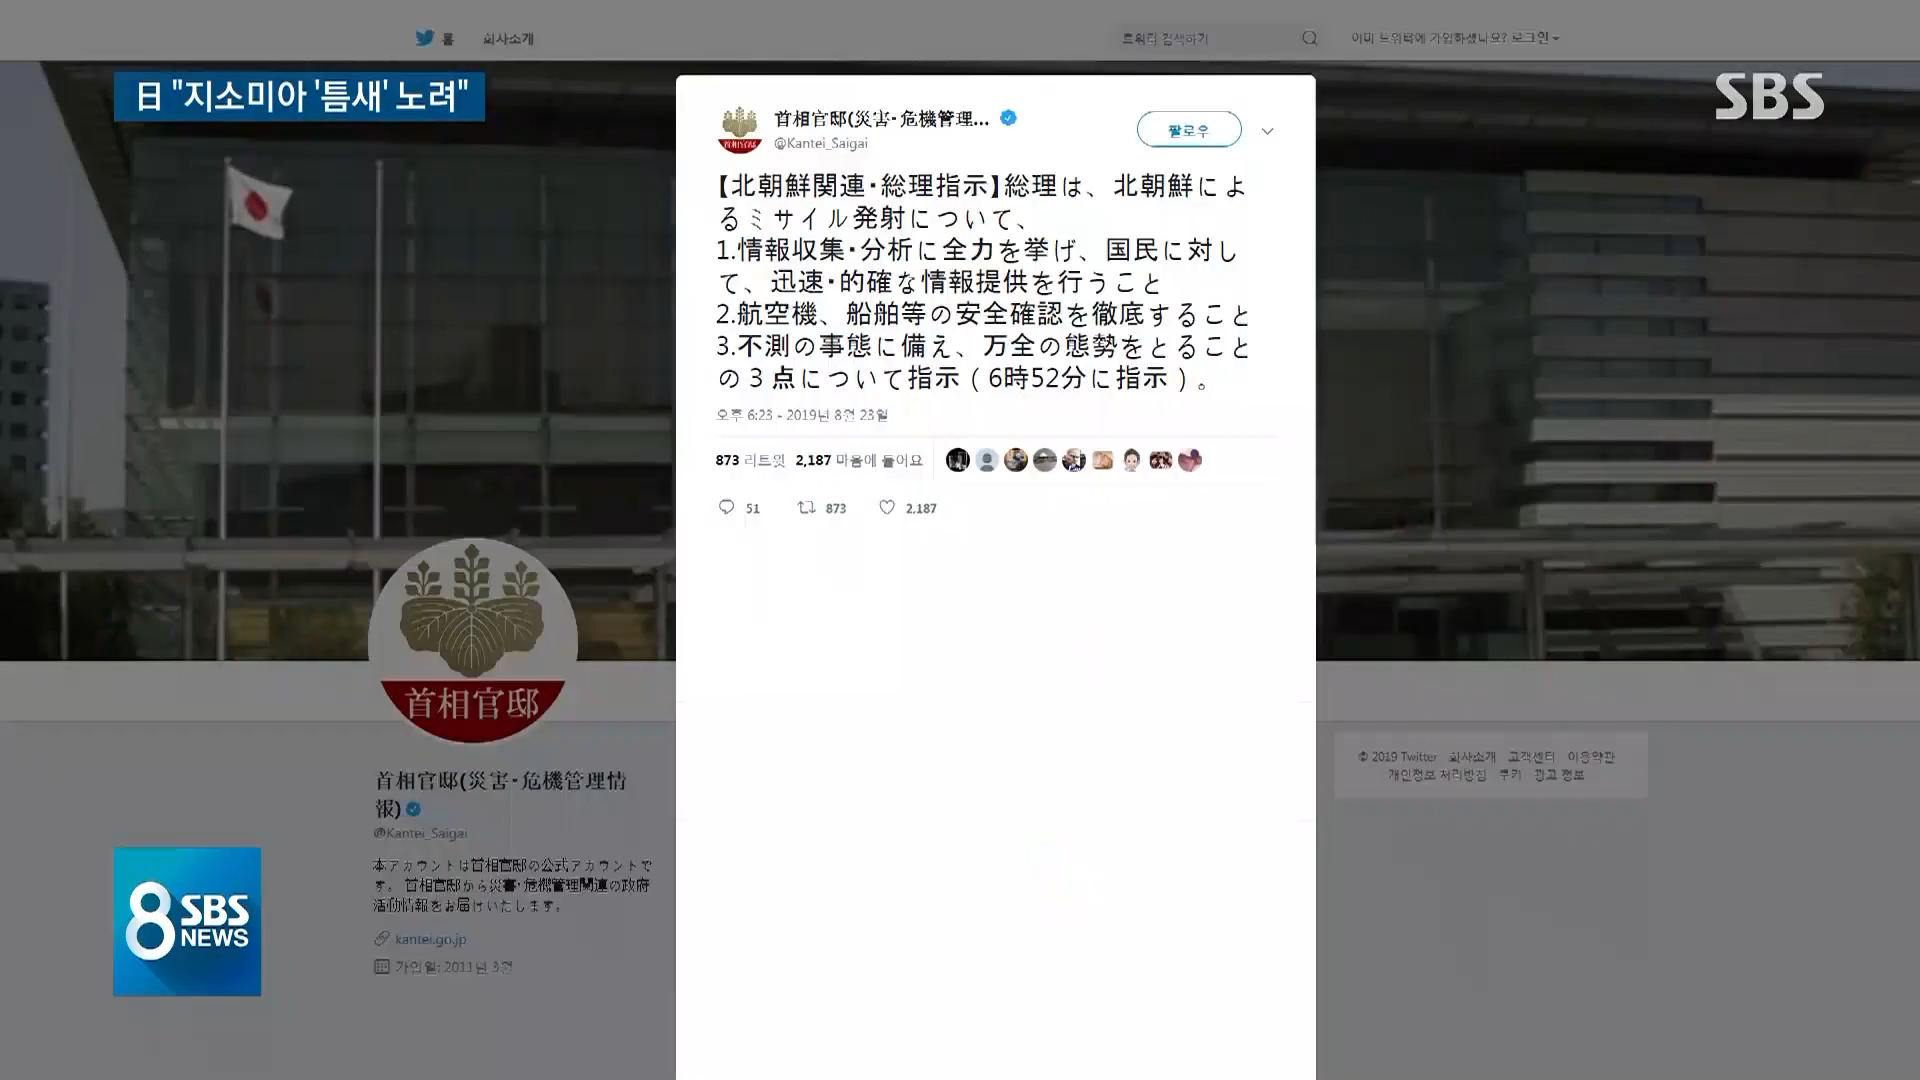 홈 회사소개
트위터 검색하기
이미 트위터에 가입하셨나요? 로그인
日 "지소미아 '틈새' 노려"
SBS
首相官邸(災害・危機管理...
@Kantei_Saigai
팔로우
【北朝鮮関連・総理指示】総理は、北朝鮮によ
るミサイル発射について、
1.情報収集・分析に全力を挙げ、国民に対し
て、迅速・的確な情報提供を行うこと
2.航空機、船舶等の安全確認を徹底すること
3.不測の事態に備え、万全の態勢をとること
の３点について指示（6時52分に指示）。
오후 6:23 - 2019년 8월 23일
873 리트윗 2,187 마음에 들어요
51 873 2,187
首相官邸
首相官邸(災害・危機管理情
報)
@Kantei_Saigai
本アカウントは首相官邸の公式アカウントで
す。首相官邸から災害・危機管理関連の政府
活動情報をお届けいたします。
kantei.go.jp
가입일: 2011년 3월
© 2019 Twitter 회사소개 고객센터 이용약관
개인정보 처리방침 쿠키 광고 정보
8 SBS
NEWS